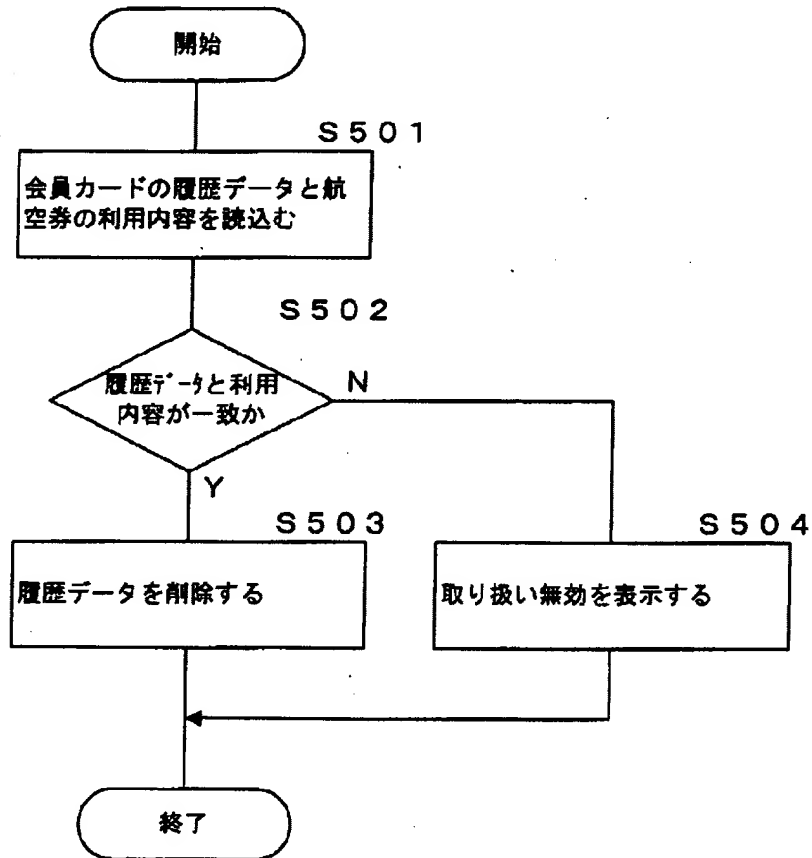 開始
S501
会員カードの履歴データと航
空券の利用内容を読込む
S502
履歴ﾃﾞｰﾀと利用
内容が一致か
N
Y
S503
履歴データを削除する
S504
取り扱い無効を表示する
終了